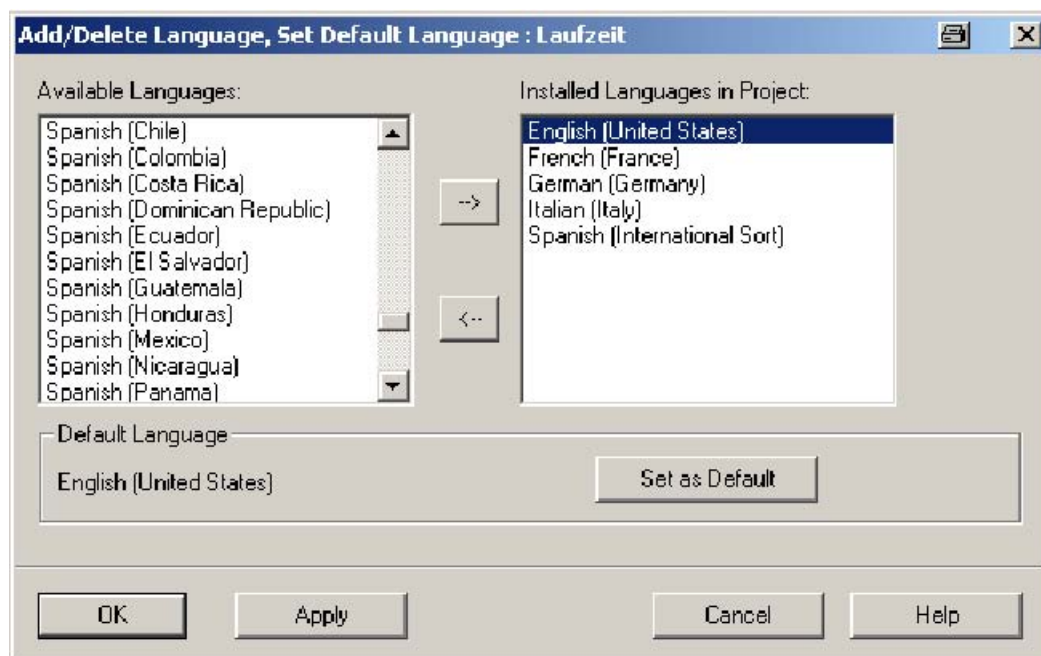 Add/Delete Language, Set Default Language : Laufzeit
Available Languages:
Spanish (Chile)
Spanish (Colombia)
Spanish (Costa Rica)
Spanish (Dominican Republic)
Spanish (Ecuador)
Spanish (El Salvador)
Spanish (Guatemala)
Spanish (Honduras)
Spanish (Mexico)
Spanish (Nicaragua)
Spanish (Panama)
-->
<--
Installed Languages in Project:
English (United States)
French (France)
German (Germany)
Italian (Italy)
Spanish (International Sort)
Default Language
English (United States)
Set as Default
OK
Apply
Cancel
Help